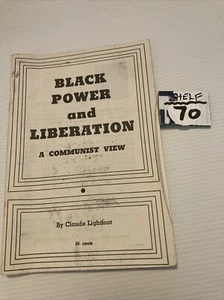 BLACK
POWER
and
LIBERATION
A COMMUNIST VIEW
By Claude Lightfoot
SHELF
70